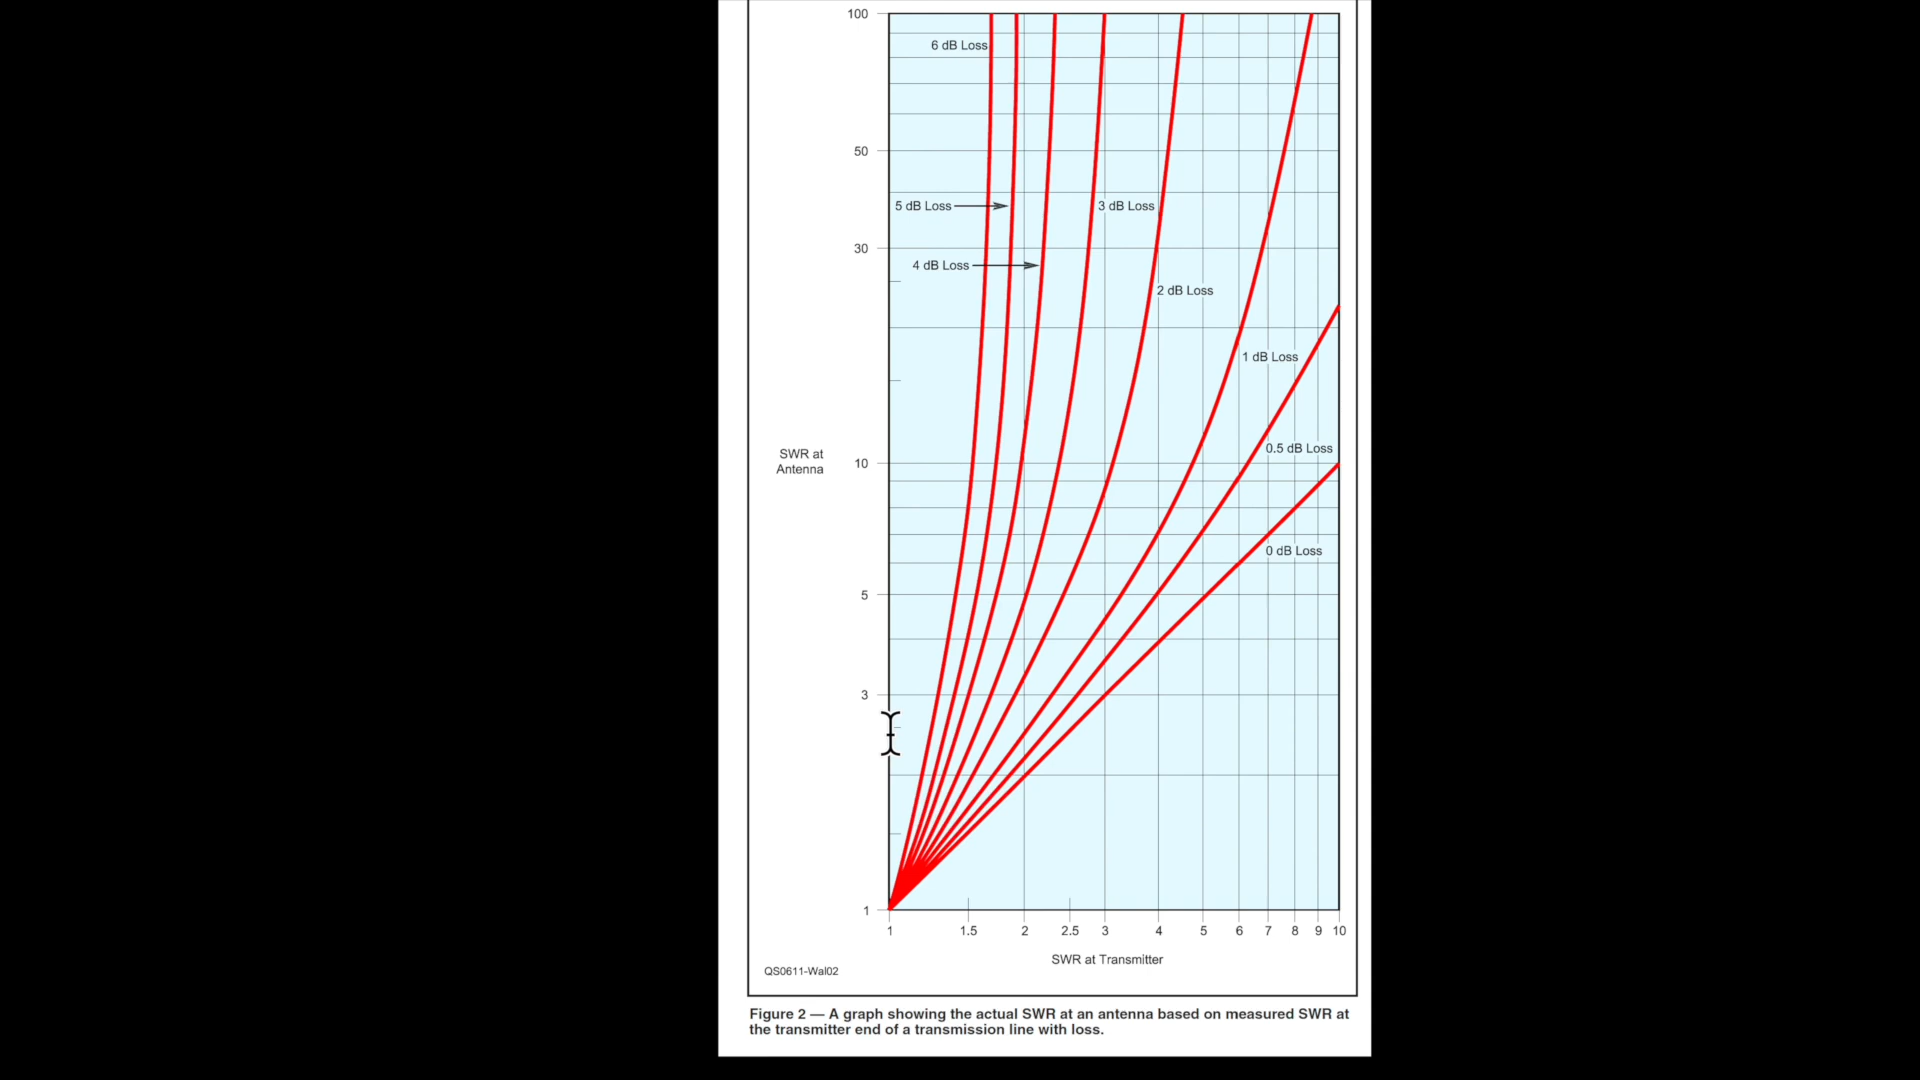 100
6 dB Loss
50
5 dB Loss
3 dB Loss
30
4 dB Loss
2 dB Loss
1 dB Loss
0.5 dB Loss
SWR at
Antenna
10
0 dB Loss
5
3
1
1 1.5 2 2.5 3 4 5 6 7 8 9 10
SWR at Transmitter
QS0611-Wal02
Figure 2 — A graph showing the actual SWR at an antenna based on measured SWR at
the transmitter end of a transmission line with loss.